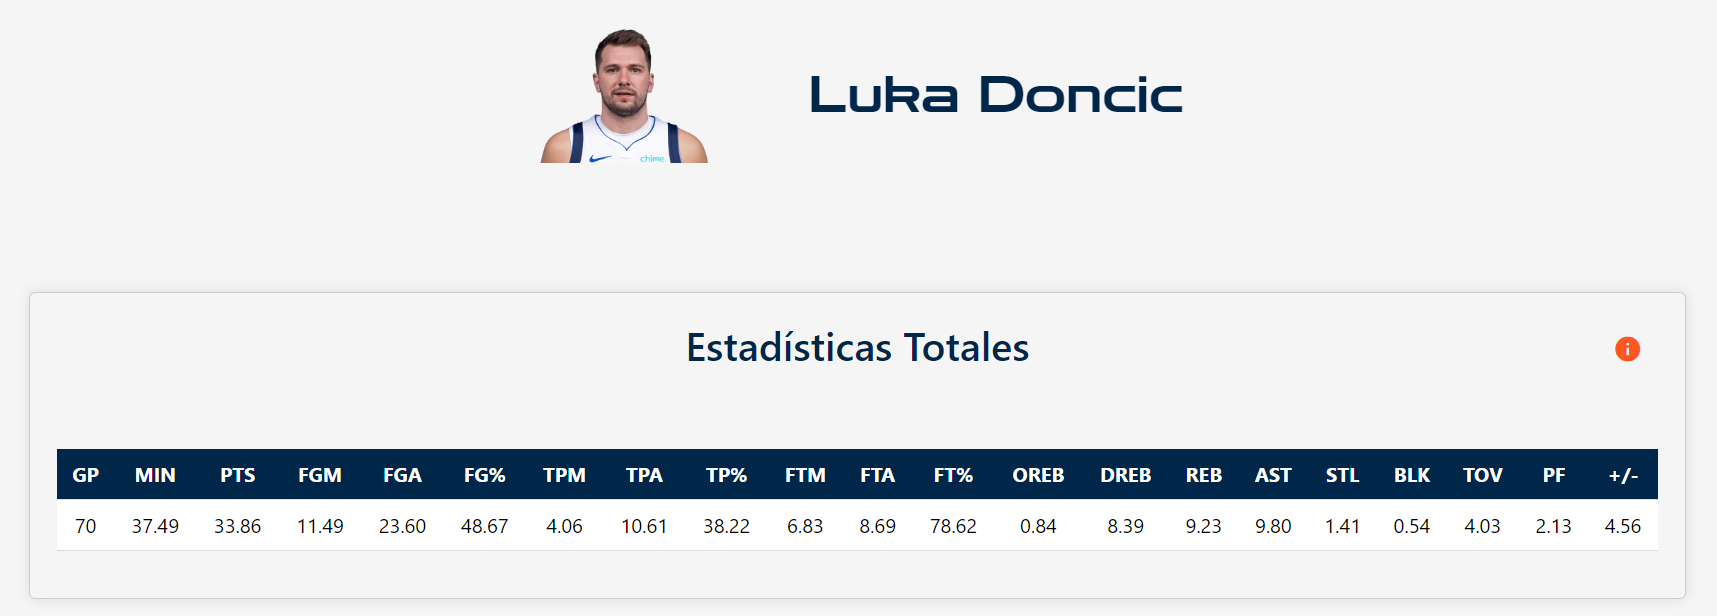 Luka Doncic
chime
Estadísticas Totales
i
GP MIN PTS FGM FGA FG% TPM TPA TP% FTM FTA FT% OREB DREB REB AST STL BLK TOV PF +/-
70 37.49 33.86 11.49 23.60 48.67 4.06 10.61 38.22 6.83 8.69 78.62 0.84 8.39 9.23 9.80 1.41 0.54 4.03 2.13 4.56